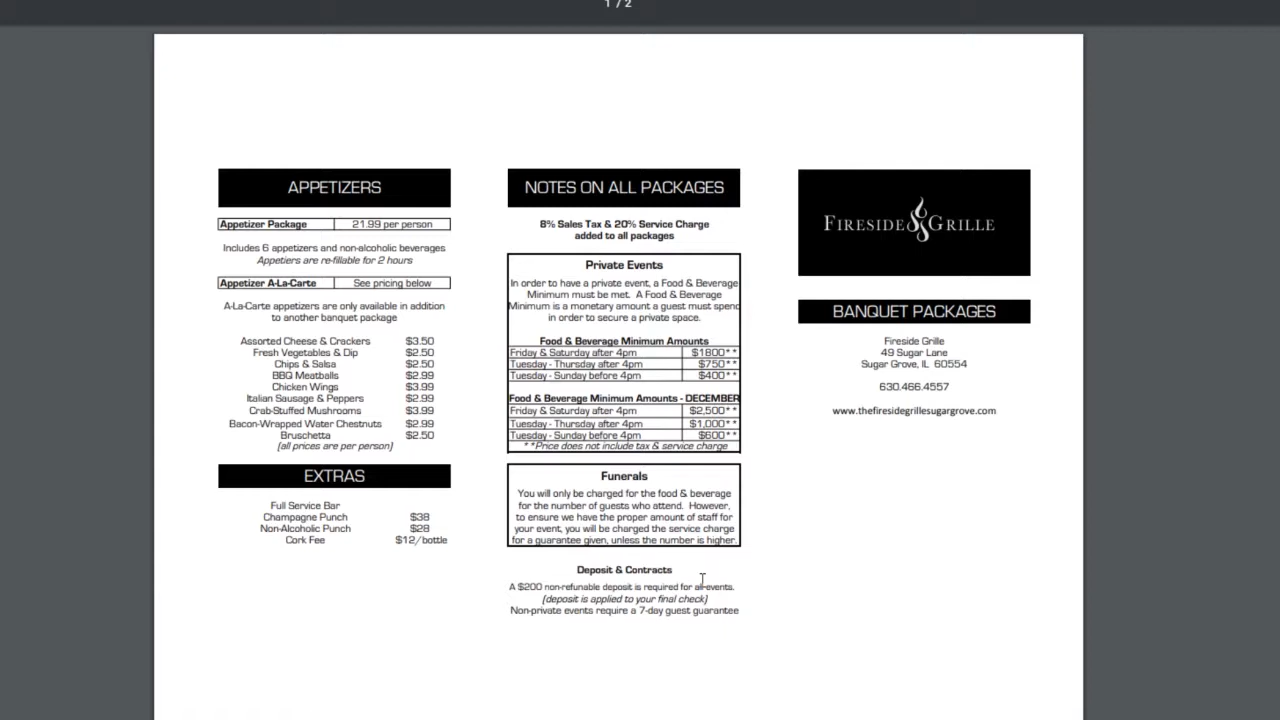 1 / 2
APPETIZERS
Appetizer Package 21.99 per person
Includes 6 appetizers and non-alcoholic beverages
Appetiers are re-fillable for 2 hours
Appetizer A-La-Carte See pricing below
A-La-Carte appetizers are only available in addition
to another banquet package
Assorted Cheese & Crackers $3.50
Fresh Vegetables & Dip $2.50
Chips & Salsa $2.50
BBQ Meatballs $2.99
Chicken Wings $3.99
Italian Sausage & Peppers $2.99
Crab-Stuffed Mushrooms $3.99
Bacon-Wrapped Water Chestnuts $2.99
Bruschetta $2.50
(all prices are per person)
EXTRAS
Full Service Bar
Champagne Punch $38
Non-Alcoholic Punch $28
Cork Fee $12/bottle
NOTES ON ALL PACKAGES
8% Sales Tax & 20% Service Charge
added to all packages
Private Events
In order to have a private event, a Food & Beverage
Minimum must be met. A Food & Beverage
Minimum is a monetary amount a guest must spend
in order to secure a private space.
Food & Beverage Minimum Amounts
Friday & Saturday after 4pm $1800**
Tuesday - Thursday after 4pm $750**
Tuesday - Sunday before 4pm $400**
Food & Beverage Minimum Amounts - DECEMBER
Friday & Saturday after 4pm $2,500**
Tuesday - Thursday after 4pm $1,000**
Tuesday - Sunday before 4pm $600**
**Price does not include tax & service charge
Funerals
You will only be charged for the food & beverage
for the number of guests who attend. However,
to ensure we have the proper amount of staff for
your event, you will be charged the service charge
for a guarantee given, unless the number is higher.
Deposit & Contracts
A $200 non-refunable deposit is required for all events.
(deposit is applied to your final check)
Non-private events require a 7-day guest guarantee
FIRESIDE GRILLE
BANQUET PACKAGES
Fireside Grille
49 Sugar Lane
Sugar Grove, IL 60554
630.466.4557
www.thefiresidegrillesugargrove.com